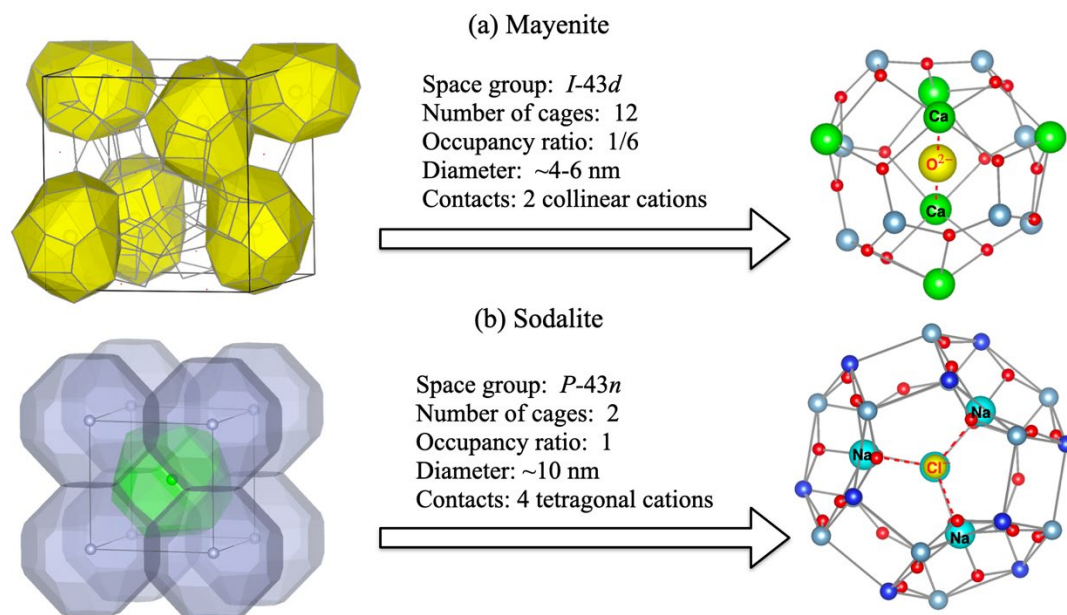 (a) Mayenite
Space group: I-43d
Number of cages: 12
Occupancy ratio: 1/6
Diameter: ~4-6 nm
Contacts: 2 collinear cations
Ca
O²⁻
Ca
(b) Sodalite
Space group: P-43n
Number of cages: 2
Occupancy ratio: 1
Diameter: ~10 nm
Contacts: 4 tetragonal cations
Na
Na
Cl⁻
Na